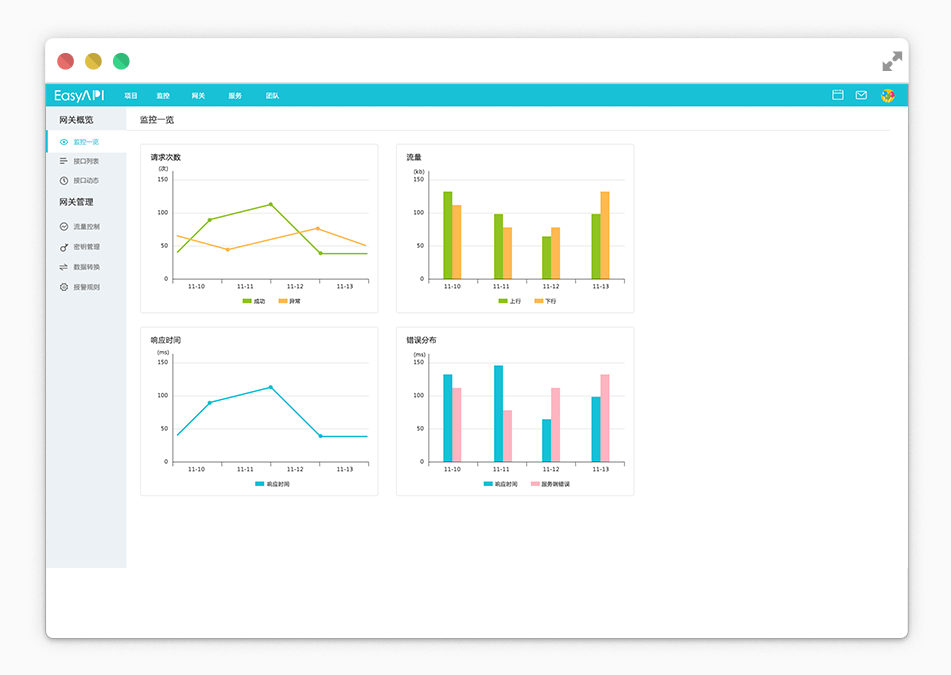 EasyAPI 项目 监控 网关 服务 团队
网关概览
监控一览
接口列表
接口动态
网关管理
流量控制
密钥管理
数据转换
报警规则
监控一览
请求次数
(次)
150
100
50
0
11-10 11-11 11-12 11-13
成功 异常
流量
(kb)
150
100
50
0
11-10 11-11 11-12 11-13
上行 下行
响应时间
(ms)
150
100
50
0
11-10 11-11 11-12 11-13
响应时间
错误分布
(ms)
150
100
50
0
11-10 11-11 11-12 11-13
响应时间 服务端错误